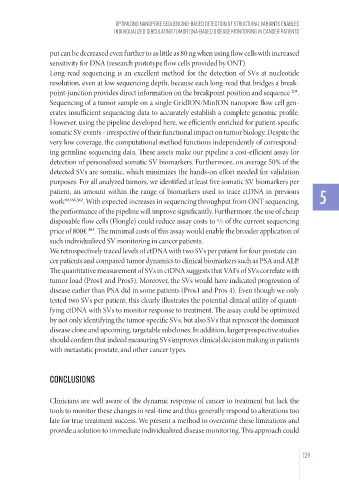 OPTIMIZING NANOPORE SEQUENCING-BASED DETECTION OF STRUCTURAL VARIANTS ENABLES
INDIVIDUALIZED CIRCULATING TUMOR DNA-BASED DISEASE MONITORING IN CANCER PATIENTS
put can be decreased even further to as little as 80 ng when using flow cells with increased
sensitivity for DNA (research prototype flow cells provided by ONT).
Long-read sequencing is an excellent method for the detection of SVs at nucleotide
resolution, even at low sequencing depth, because each long-read that bridges a break-
point-junction provides direct information on the breakpoint position and sequence
Sequencing of a tumor sample on a single GridION/MinION nanopore flow cell gen-
erates insufficient sequencing data to accurately establish a complete genomic profile.
However, using the pipeline developed here, we efficiently enriched for patient-specific
somatic SV events - irrespective of their functional impact on tumor biology. Despite the
very low coverage, the computational method functions independently of correspond-
ing germline sequencing data. These assets make our pipeline a cost-efficient assay for
detection of personalized somatic SV biomarkers. Furthermore, on average 50% of the
detected SVs are somatic, which minimizes the hands-on effort needed for validation
purposes. For all analyzed tumors, we identified at least five somatic SV biomarkers per
patient, an amount within the range of biomarkers used to trace ctDNA in previous
work. With expected increases in sequencing throughput from ONT sequencing,
the performance of the pipeline will improve significantly. Furthermore, the use of cheap
disposable flow cells (Flongle) could reduce assay costs to of the current sequencing
price of 800€. The minimal costs of this assay would enable the broader application of
such individualized SV monitoring in cancer patients.
We retrospectively traced levels of ctDNA with two SVs per patient for four prostate can-
cer patients and compared tumor dynamics to clinical biomarkers such as PSA and ALP.
The quantitative measurement of SVs in ctDNA suggests that VAFs of SVs correlate with
tumor load (Pros1 and Pros5). Moreover, the SVs would have indicated progression of
disease earlier than PSA did in some patients (Pros1 and Pros 4). Even though we only
tested two SVs per patient, this clearly illustrates the potential clinical utility of quanti-
fying ctDNA with SVs to monitor response to treatment. The assay could be optimized
by not only identifying the tumor-specific SVs, but also SVs that represent the dominant
disease clone and upcoming, targetable subclones. In addition, larger prospective studies
should confirm that indeed measuring SVs improves clinical decision making in patients
with metastatic prostate, and other cancer types.
CONCLUSIONS
Clinicians are well aware of the dynamic response of cancer to treatment but lack the
tools to monitor these changes in real-time and thus generally respond to alterations too
late for true treatment success. We present a method to overcome these limitations and
provide a solution to immediate individualized disease monitoring. This approach could
5
129